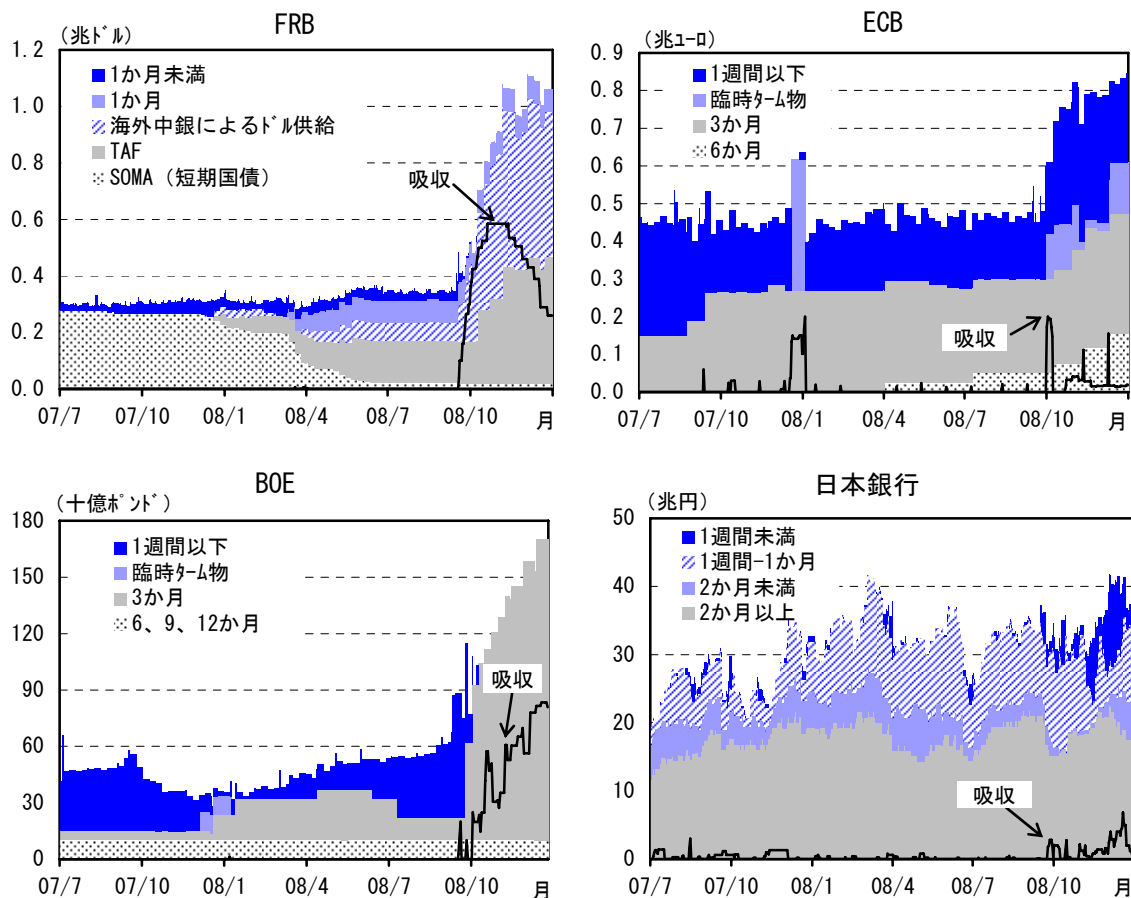 FRB
(兆ﾄﾞﾙ)
1.2
1.0
0.8
0.6
0.4
0.2
0.0
1か月未満
1か月
海外中銀によるﾄﾞﾙ供給
TAF
SOMA（短期国債）
吸収
07/7 07/10 08/1 08/4 08/7 08/10 月
ECB
(兆ﾕｰﾛ)
0.9
0.8
0.7
0.6
0.5
0.4
0.3
0.2
0.1
0.0
1週間以下
臨時ﾀｰﾑ物
3か月
6か月
吸収
07/7 07/10 08/1 08/4 08/7 08/10 月
BOE
(十億ﾎﾟﾝﾄﾞ)
180
150
120
90
60
30
0
1週間以下
臨時ﾀｰﾑ物
3か月
6、9、12か月
吸収
07/7 07/10 08/1 08/4 08/7 08/10 月
日本銀行
(兆円)
50
40
30
20
10
0
1週間未満
1週間-1か月
2か月未満
2か月以上
吸収
07/7 07/10 08/1 08/4 08/7 08/10 月